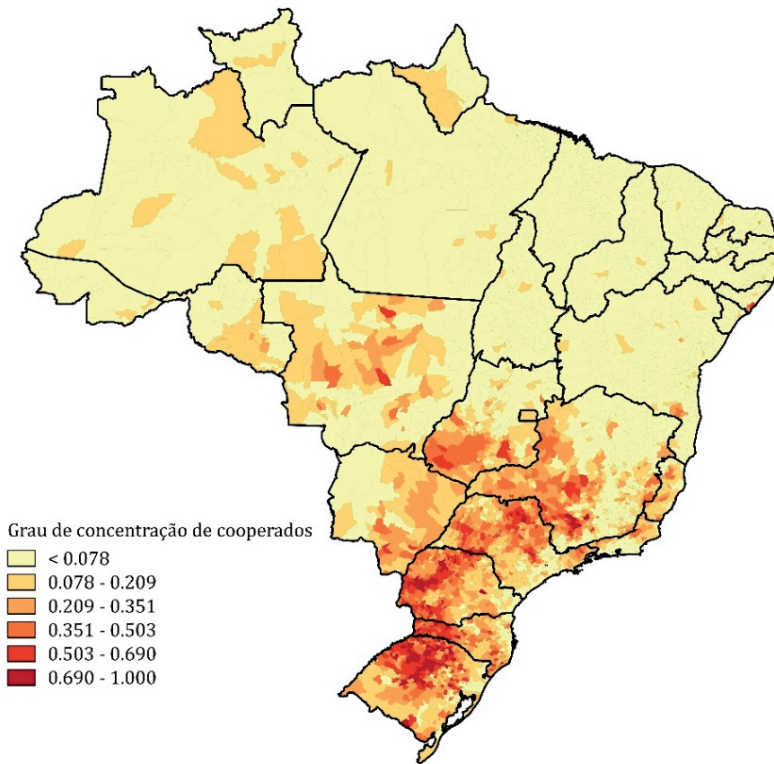 Grau de concentração de cooperados
< 0.078
0.078 - 0.209
0.209 - 0.351
0.351 - 0.503
0.503 - 0.690
0.690 - 1.000